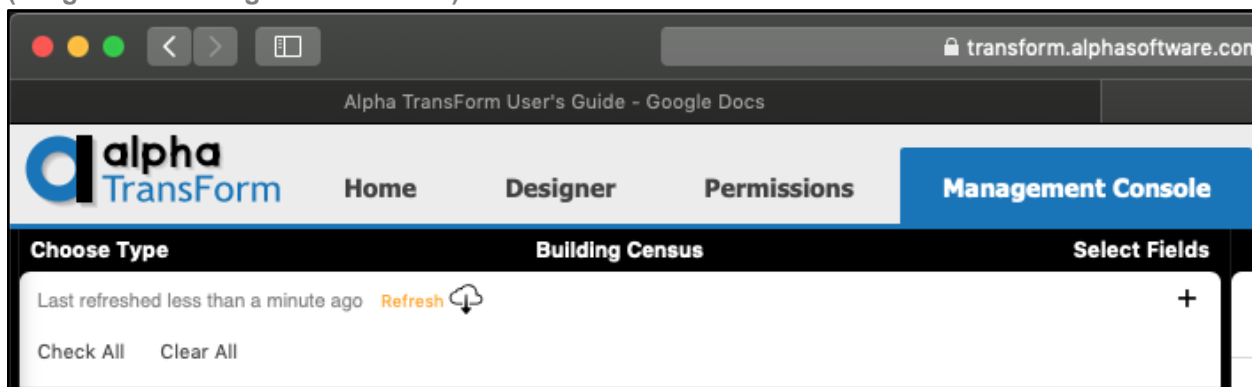 transform.alphasoftware.com
Alpha TransForm User's Guide - Google Docs
alpha
TransForm
Home Designer Permissions Management Console
Choose Type Building Census Select Fields
Last refreshed less than a minute ago Refresh +
Check All Clear All